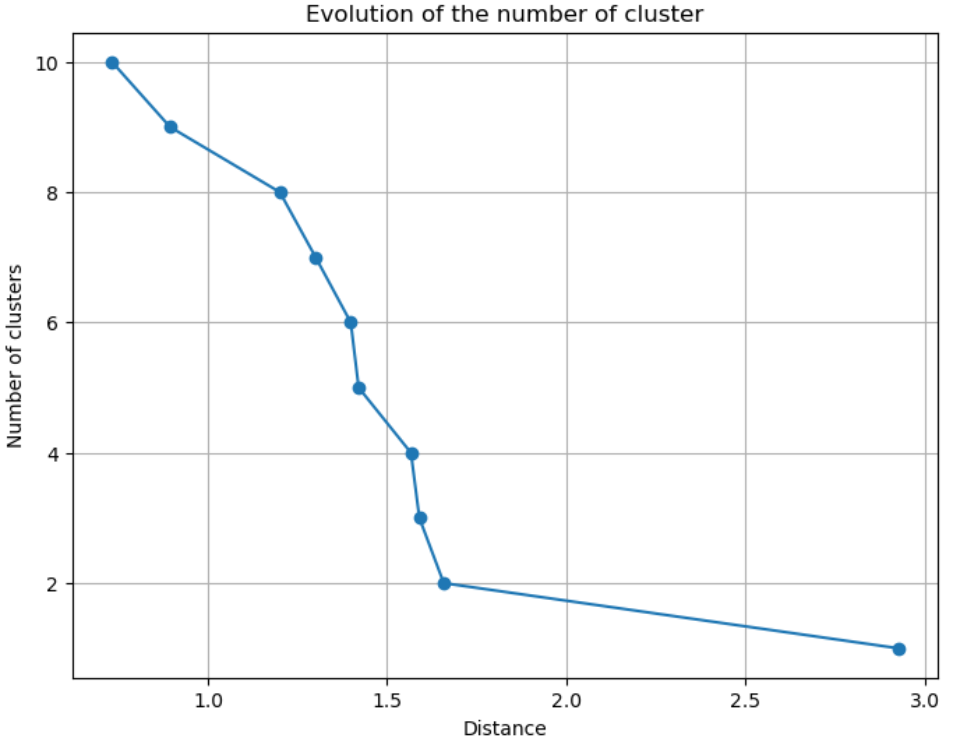 Evolution of the number of cluster
10
8
6
4
2
Number of clusters
1.0 1.5 2.0 2.5 3.0
Distance